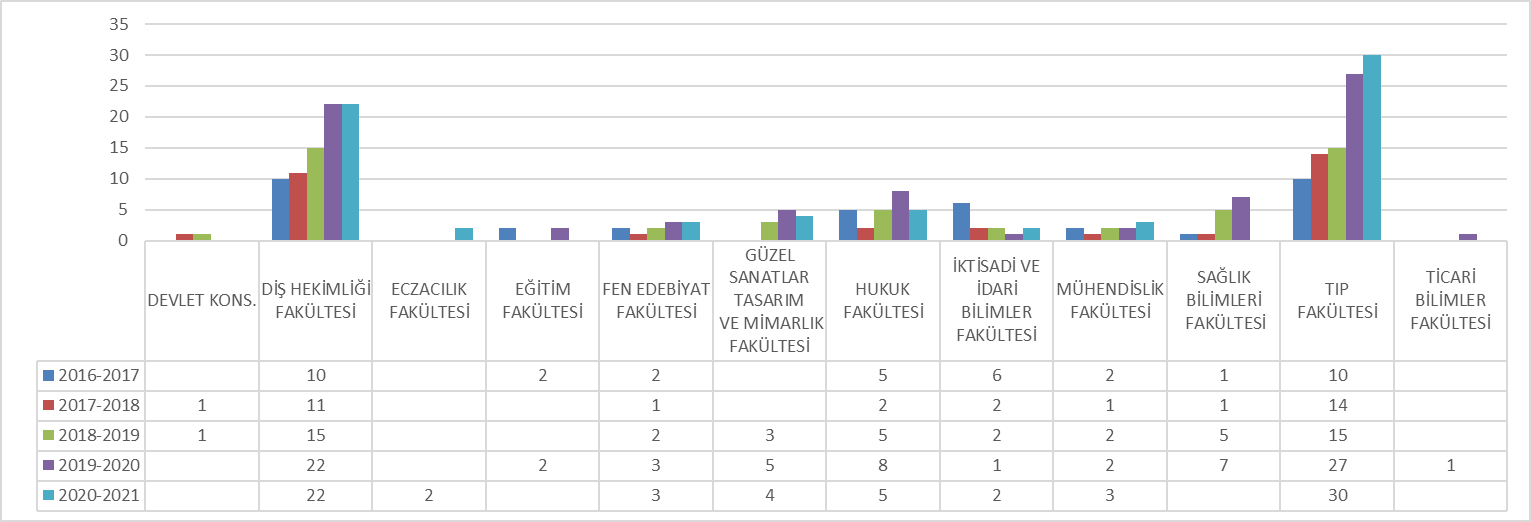 35
30
25
20
15
10
5
0
DEVLET KONS.
DİŞ HEKİMLİĞİ
FAKÜLTESİ
ECZACILIK
FAKÜLTESİ
EĞİTİM
FAKÜLTESİ
FEN EDEBİYAT
FAKÜLTESİ
GÜZEL
SANATLAR
TASARIM
VE MİMARLIK
FAKÜLTESİ
HUKUK
FAKÜLTESİ
İKTİSADİ VE
İDARİ
BİLİMLER
FAKÜLTESİ
MÜHENDİSLİK
FAKÜLTESİ
SAĞLIK
BİLİMLERİ
FAKÜLTESİ
TIP
FAKÜLTESİ
TİCARİ
BİLİMLER
FAKÜLTESİ
2016-2017 10 2 2 5 6 2 1 10
2017-2018 1 11 1 2 2 1 1 14
2018-2019 1 15 2 3 5 2 2 5 15
2019-2020 22 2 3 5 8 1 2 7 27 1
2020-2021 22 2 3 4 5 2 3 30